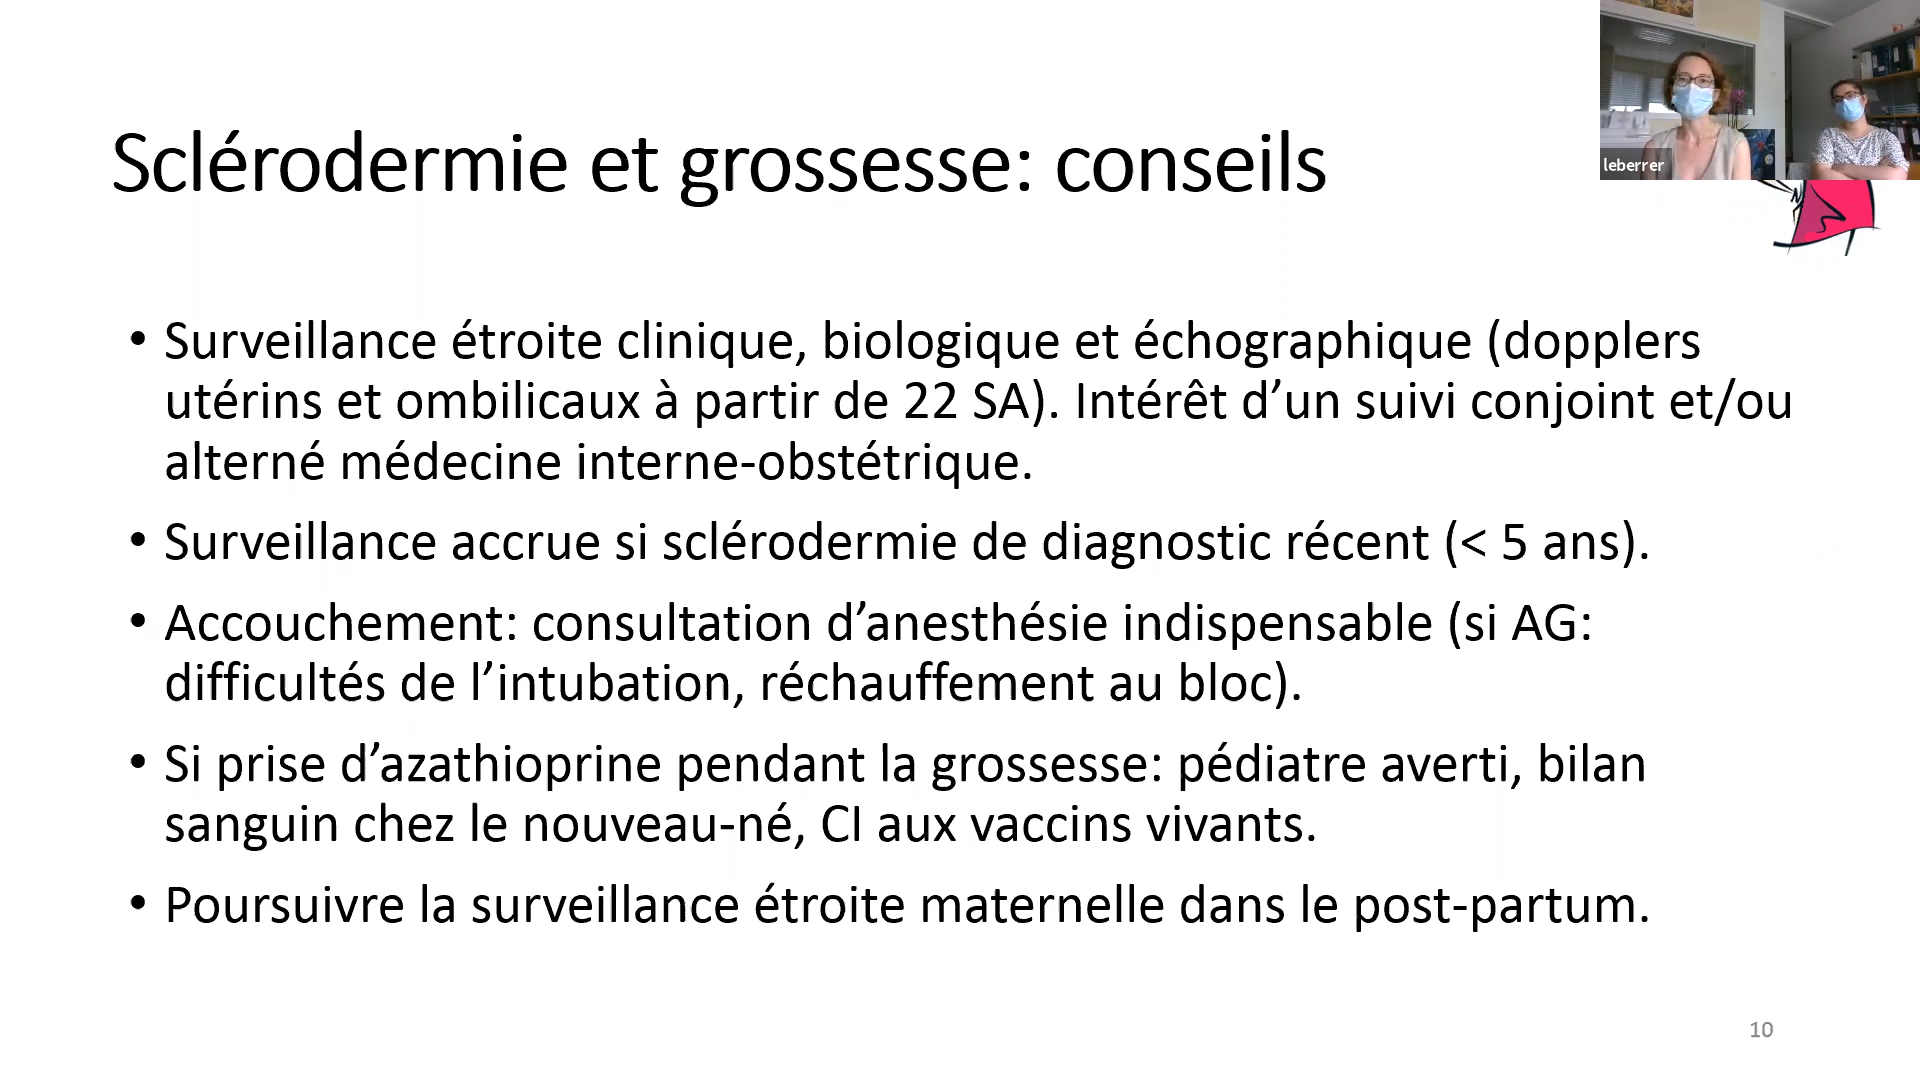 leberrer
Sclérodermie et grossesse: conseils
• Surveillance étroite clinique, biologique et échographique (dopplers
utérins et ombilicaux à partir de 22 SA). Intérêt d’un suivi conjoint et/ou
alterné médecine interne-obstétrique.
• Surveillance accrue si sclérodermie de diagnostic récent (< 5 ans).
• Accouchement: consultation d’anesthésie indispensable (si AG:
difficultés de l’intubation, réchauffement au bloc).
• Si prise d’azathioprine pendant la grossesse: pédiatre averti, bilan
sanguin chez le nouveau-né, CI aux vaccins vivants.
• Poursuivre la surveillance étroite maternelle dans le post-partum.
10